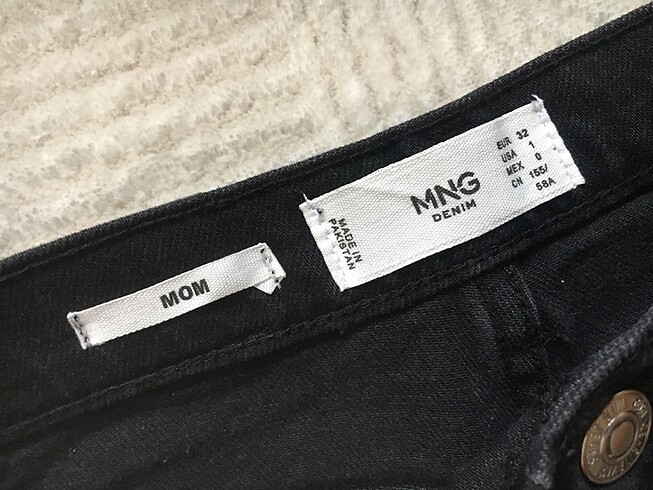 MOM
MADE IN
PAKISTAN
MNG
DENIM
EUR 32
USA 1
MEX 0
CN 155/
58A